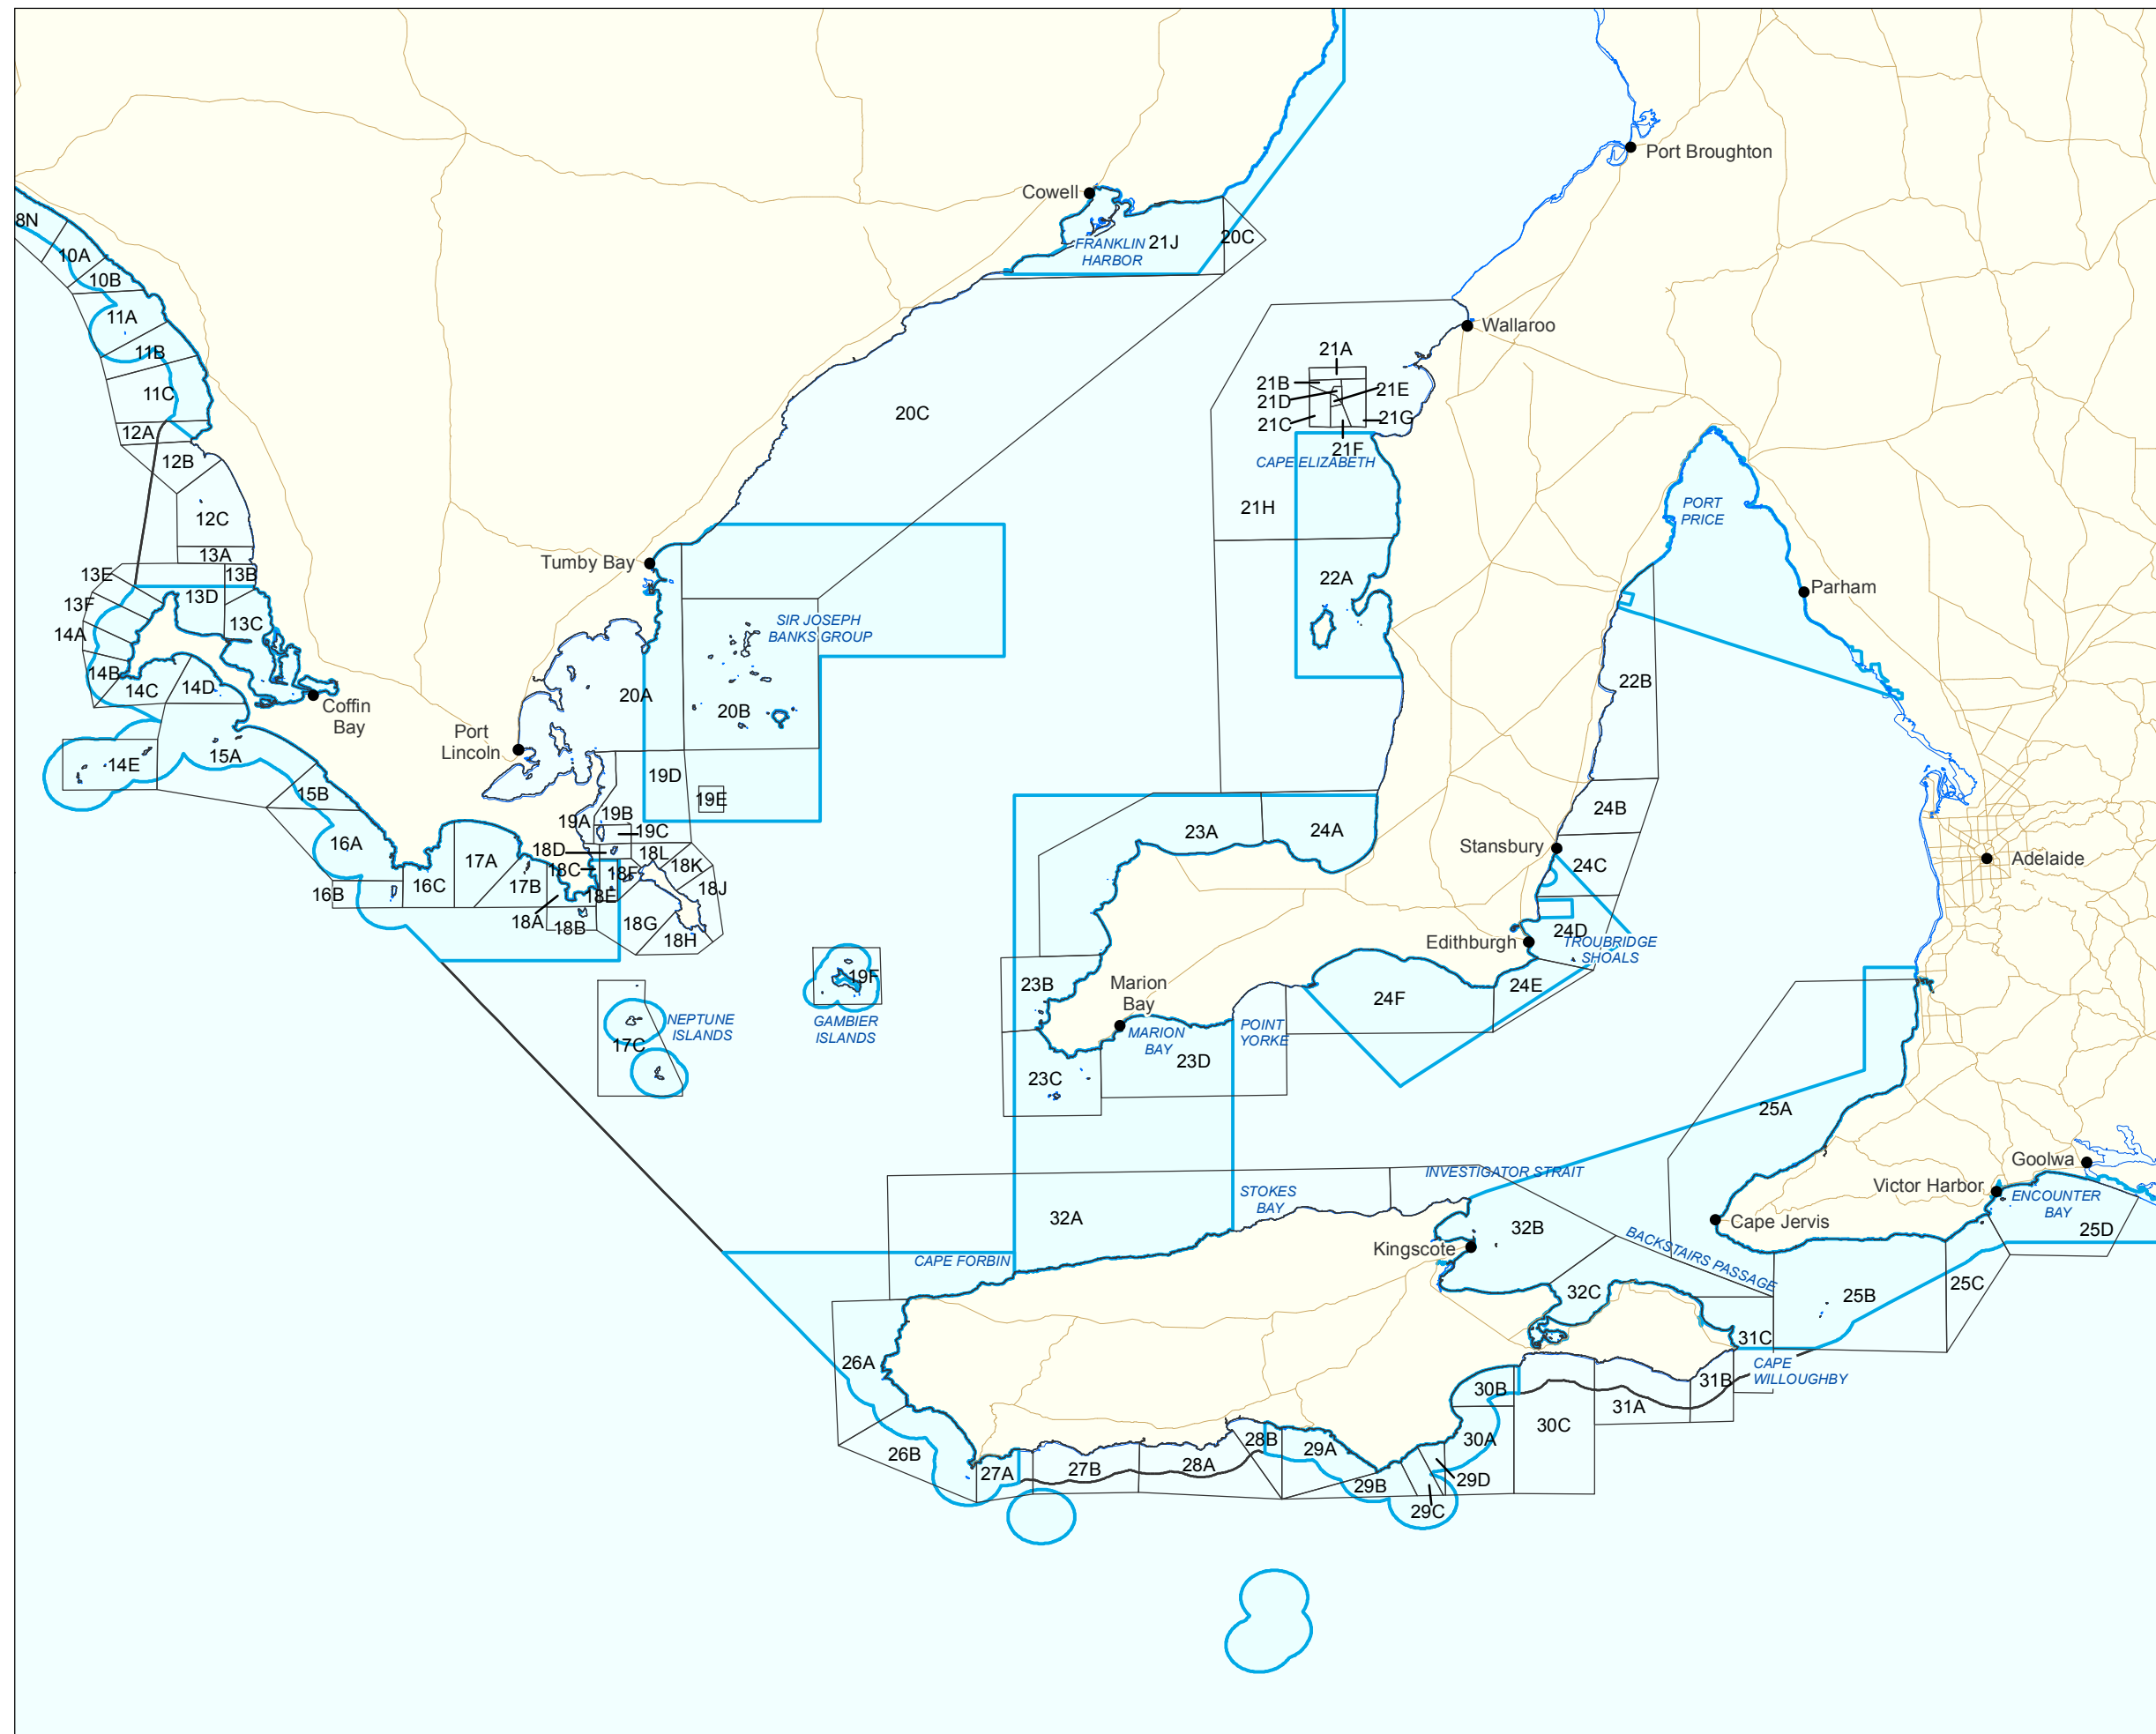 Port Broughton
Cowell
8N
FRANKLIN
HARBOR
21J
20C
10A
10B
11A
Wallaroo
11B
21A
21B
21E
21D
11C
20C
21G
21C
12A
21F
12B
CAPE ELIZABETH
21H
PORT
PRICE
12C
13A
Tumby Bay
13E
13B
22A
Parham
13D
13F
13C
14A
SIR JOSEPH
BANKS GROUP
14B
14C
14D
20A
22B
Coffin
Bay
20B
Port
Lincoln
14E
15A
19D
15B
19E
24B
19B
19A
19C
23A
24A
16A
Stansbury
18D
18L
Adelaide
17A
18C
18F
18K
24C
16C
17B
18J
16B
18E
18A
18B
18G
18H
24D
Edithburgh
TROUBRIDGE
SHOALS
19F
23B
Marion
Bay
24E
24F
NEPTUNE
ISLANDS
GAMBIER
ISLANDS
17C
MARION
BAY
POINT
YORKE
23D
23C
25A
Goolwa
INVESTIGATOR STRAIT
Victor Harbor
STOKES
BAY
ENCOUNTER
BAY
32A
32B
Cape Jervis
25D
Kingscote
BACKSTAIRS PASSAGE
CAPE FORBIN
32C
25B
25C
31C
26A
CAPE
WILLOUGHBY
30B
31B
31A
30C
28B
29A
30A
26B
27A
27B
28A
29B
29D
29C